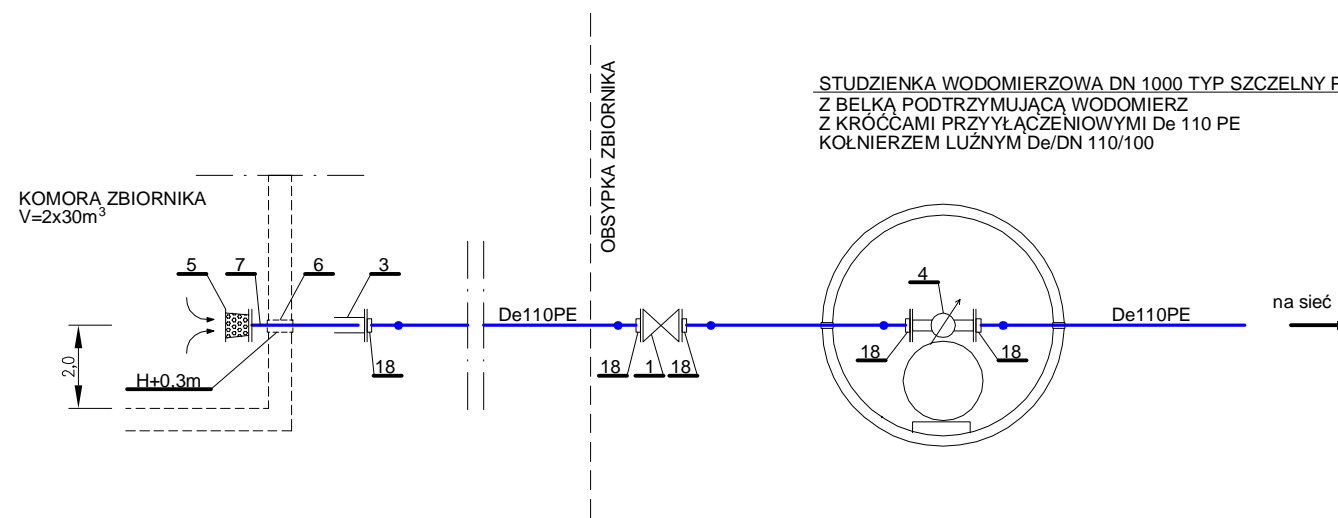 STUDZIENKA WODOMIERZOWA DN 1000 TYP SZCZELNY
Z BELKĄ PODTRZYMUJĄCĄ WODOMIERZ
Z KRÓĆCAMI PRZYYŁĄCZENIOWYMI De 110 PE
KOŁNIERZEM LUŹNYM De/DN 110/100
OBSYPKA ZBIORNIKA
KOMORA ZBIORNIKA
V=2x30m³
5 7 6 3
4
De110PE
De110PE
na sieć
2,0
H+0,3m
18
18 1 18
18 18